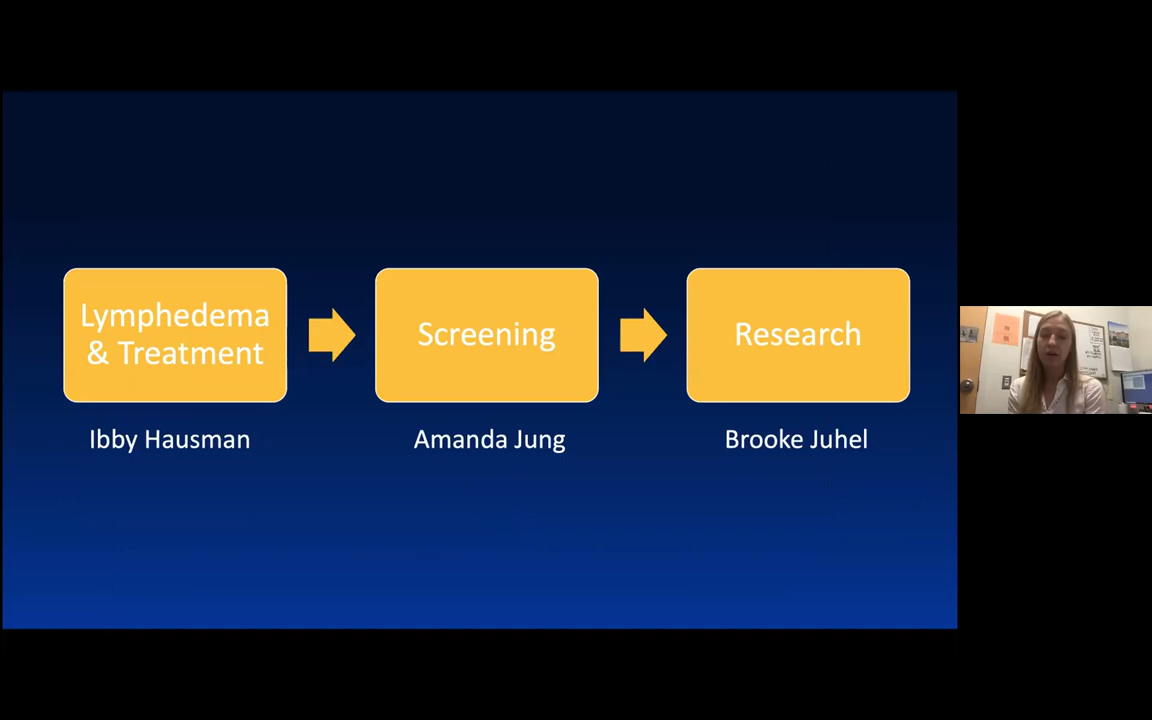 Lymphedema
& Treatment
Screening
Research
Ibby Hausman
Amanda Jung
Brooke Juhel